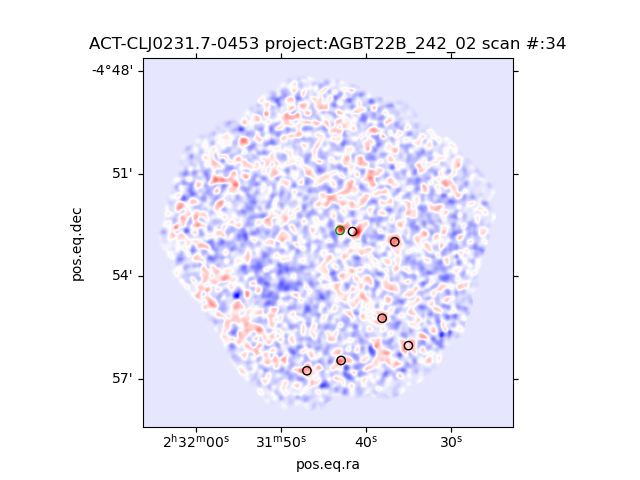 ACT-CLJ0231.7-0453 project:AGBT22B_242_02 scan #:34
-4°48'
51'
54'
57'
pos.eq.dec
2ʰ32ᵐ00ˢ 31ᵐ50ˢ 40ˢ 30ˢ
pos.eq.ra